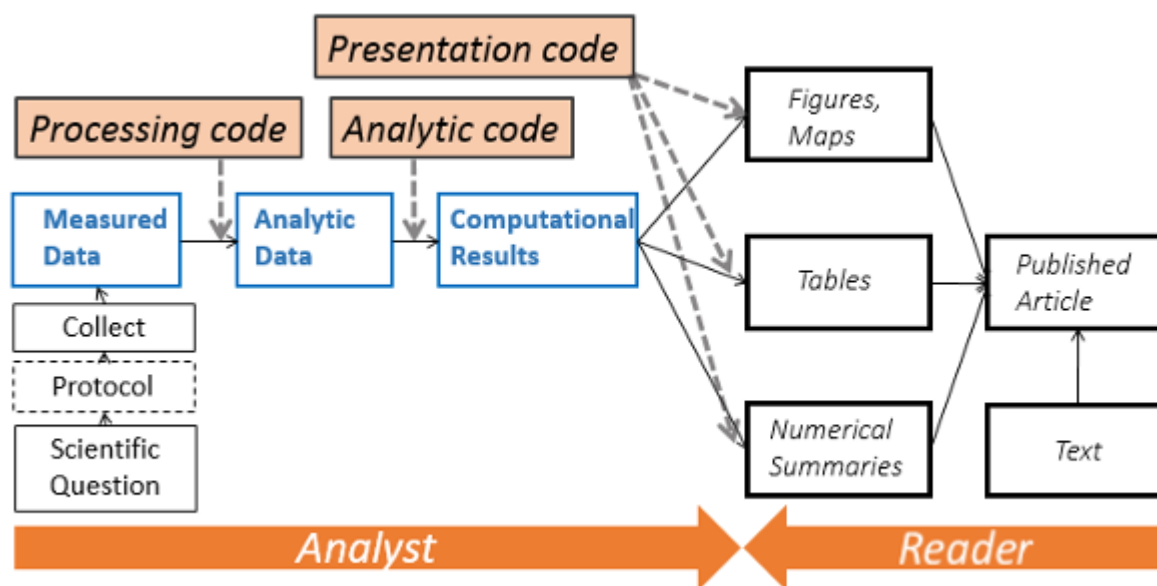 Presentation code
Processing code
Analytic code
Figures,
Maps
Measured
Data
Analytic
Data
Computational
Results
Tables
Published
Article
Collect
Protocol
Scientific
Question
Numerical
Summaries
Text
Analyst
Reader